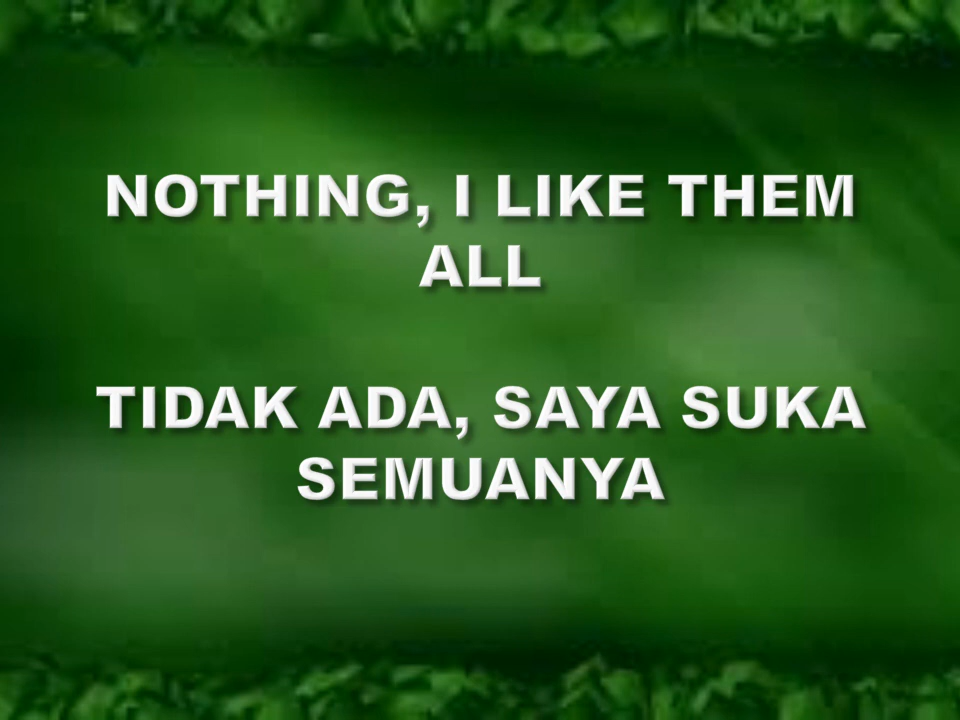 NOTHING, I LIKE THEM
ALL
TIDAK ADA, SAYA SUKA
SEMUANYA